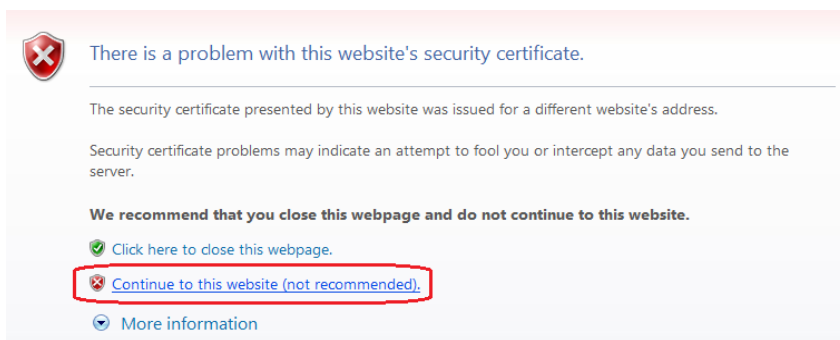 There is a problem with this website's security certificate.
The security certificate presented by this website was issued for a different website's address.
Security certificate problems may indicate an attempt to fool you or intercept any data you send to the
server.
We recommend that you close this webpage and do not continue to this website.
Click here to close this webpage.
Continue to this website (not recommended).
More information